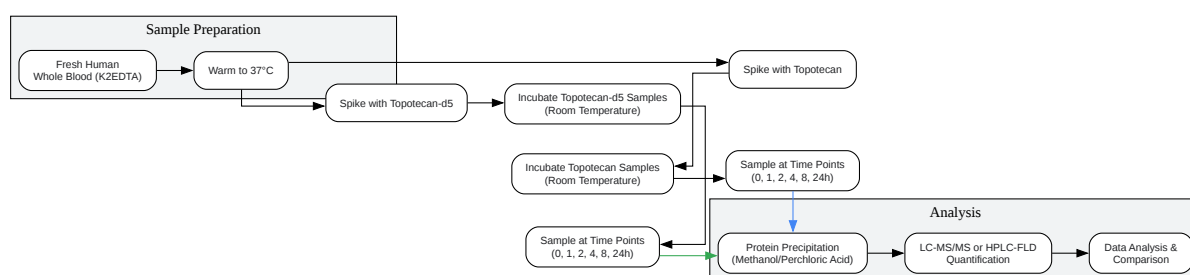 Sample Preparation
Fresh Human
Whole Blood (K2EDTA)
Warm to 37°C
Spike with Topotecan
Spike with Topotecan-d5
Incubate Topotecan-d5 Samples
(Room Temperature)
Incubate Topotecan Samples
(Room Temperature)
Sample at Time Points
(0, 1, 2, 4, 8, 24h)
Analysis
Sample at Time Points
(0, 1, 2, 4, 8, 24h)
Protein Precipitation
(Methanol/Perchloric Acid)
LC-MS/MS or HPLC-FLD
Quantification
Data Analysis &
Comparison